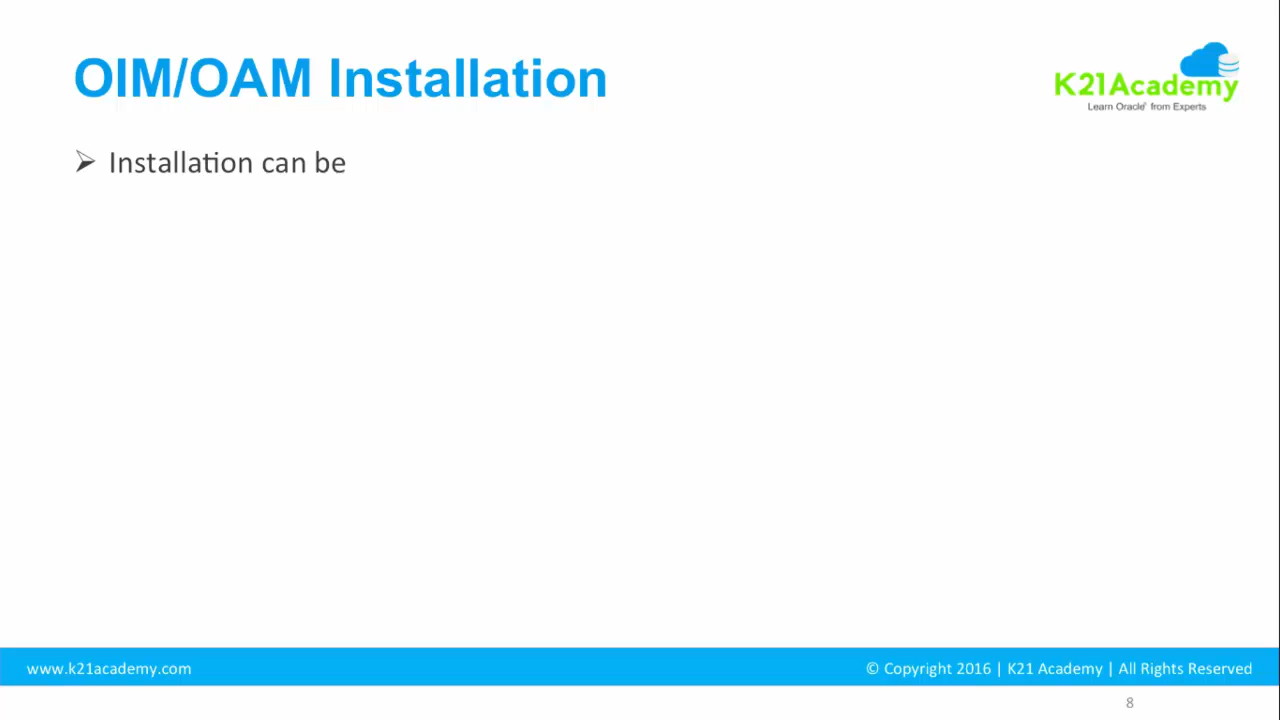 OIM/OAM Installation
K21Academy
Learn Oracle' from Experts
➢ Installation can be
www.k21academy.com
© Copyright 2016 | K21 Academy | All Rights Reserved
8